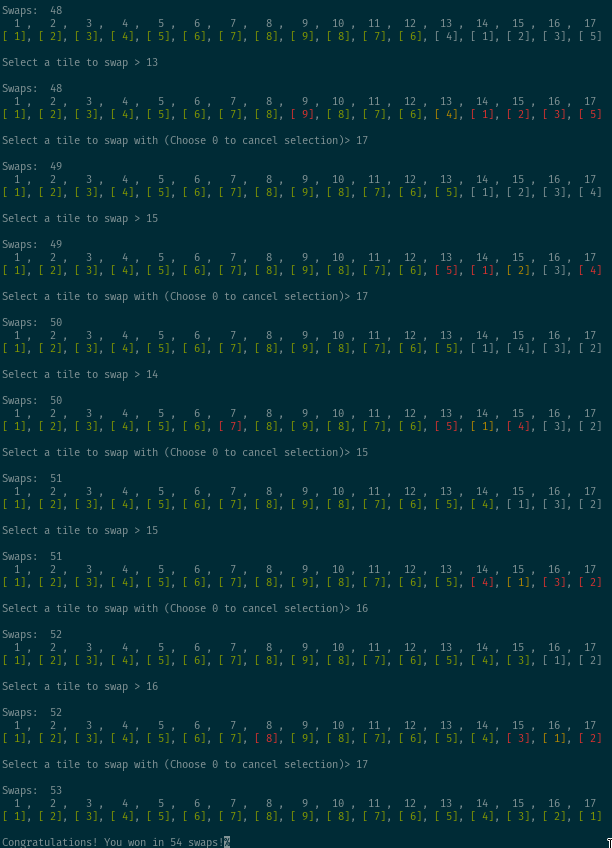 Swaps:  48
  1 ,   2 ,   3 ,   4 ,   5 ,   6 ,   7 ,   8 ,   9 ,  10 ,  11 ,  12 ,  13 ,  14 ,  15 ,  16 ,  17
[ 1], [ 2], [ 3], [ 4], [ 5], [ 6], [ 7], [ 8], [ 9], [ 8], [ 7], [ 6], [ 4], [ 1], [ 2], [ 3], [ 5]
Select a tile to swap > 13
Swaps:  48
  1 ,   2 ,   3 ,   4 ,   5 ,   6 ,   7 ,   8 ,   9 ,  10 ,  11 ,  12 ,  13 ,  14 ,  15 ,  16 ,  17
[ 1], [ 2], [ 3], [ 4], [ 5], [ 6], [ 7], [ 8], [ 9], [ 8], [ 7], [ 6], [ 4], [ 1], [ 2], [ 3], [ 5]
Select a tile to swap with (Choose 0 to cancel selection)> 17
Swaps:  49
  1 ,   2 ,   3 ,   4 ,   5 ,   6 ,   7 ,   8 ,   9 ,  10 ,  11 ,  12 ,  13 ,  14 ,  15 ,  16 ,  17
[ 1], [ 2], [ 3], [ 4], [ 5], [ 6], [ 7], [ 8], [ 9], [ 8], [ 7], [ 6], [ 5], [ 1], [ 2], [ 3], [ 4]
Select a tile to swap > 15
Swaps:  49
  1 ,   2 ,   3 ,   4 ,   5 ,   6 ,   7 ,   8 ,   9 ,  10 ,  11 ,  12 ,  13 ,  14 ,  15 ,  16 ,  17
[ 1], [ 2], [ 3], [ 4], [ 5], [ 6], [ 7], [ 8], [ 9], [ 8], [ 7], [ 6], [ 5], [ 1], [ 2], [ 3], [ 4]
Select a tile to swap with (Choose 0 to cancel selection)> 17
Swaps:  50
  1 ,   2 ,   3 ,   4 ,   5 ,   6 ,   7 ,   8 ,   9 ,  10 ,  11 ,  12 ,  13 ,  14 ,  15 ,  16 ,  17
[ 1], [ 2], [ 3], [ 4], [ 5], [ 6], [ 7], [ 8], [ 9], [ 8], [ 7], [ 6], [ 5], [ 1], [ 4], [ 3], [ 2]
Select a tile to swap > 14
Swaps:  50
  1 ,   2 ,   3 ,   4 ,   5 ,   6 ,   7 ,   8 ,   9 ,  10 ,  11 ,  12 ,  13 ,  14 ,  15 ,  16 ,  17
[ 1], [ 2], [ 3], [ 4], [ 5], [ 6], [ 7], [ 8], [ 9], [ 8], [ 7], [ 6], [ 5], [ 1], [ 4], [ 3], [ 2]
Select a tile to swap with (Choose 0 to cancel selection)> 15
Swaps:  51
  1 ,   2 ,   3 ,   4 ,   5 ,   6 ,   7 ,   8 ,   9 ,  10 ,  11 ,  12 ,  13 ,  14 ,  15 ,  16 ,  17
[ 1], [ 2], [ 3], [ 4], [ 5], [ 6], [ 7], [ 8], [ 9], [ 8], [ 7], [ 6], [ 5], [ 4], [ 1], [ 3], [ 2]
Select a tile to swap > 15
Swaps:  51
  1 ,   2 ,   3 ,   4 ,   5 ,   6 ,   7 ,   8 ,   9 ,  10 ,  11 ,  12 ,  13 ,  14 ,  15 ,  16 ,  17
[ 1], [ 2], [ 3], [ 4], [ 5], [ 6], [ 7], [ 8], [ 9], [ 8], [ 7], [ 6], [ 5], [ 4], [ 1], [ 3], [ 2]
Select a tile to swap with (Choose 0 to cancel selection)> 16
Swaps:  52
  1 ,   2 ,   3 ,   4 ,   5 ,   6 ,   7 ,   8 ,   9 ,  10 ,  11 ,  12 ,  13 ,  14 ,  15 ,  16 ,  17
[ 1], [ 2], [ 3], [ 4], [ 5], [ 6], [ 7], [ 8], [ 9], [ 8], [ 7], [ 6], [ 5], [ 4], [ 3], [ 1], [ 2]
Select a tile to swap > 16
Swaps:  52
  1 ,   2 ,   3 ,   4 ,   5 ,   6 ,   7 ,   8 ,   9 ,  10 ,  11 ,  12 ,  13 ,  14 ,  15 ,  16 ,  17
[ 1], [ 2], [ 3], [ 4], [ 5], [ 6], [ 7], [ 8], [ 9], [ 8], [ 7], [ 6], [ 5], [ 4], [ 3], [ 1], [ 2]
Select a tile to swap with (Choose 0 to cancel selection)> 17
Swaps:  53
  1 ,   2 ,   3 ,   4 ,   5 ,   6 ,   7 ,   8 ,   9 ,  10 ,  11 ,  12 ,  13 ,  14 ,  15 ,  16 ,  17
[ 1], [ 2], [ 3], [ 4], [ 5], [ 6], [ 7], [ 8], [ 9], [ 8], [ 7], [ 6], [ 5], [ 4], [ 3], [ 2], [ 1]
Congratulations! You won in 54 swaps!%